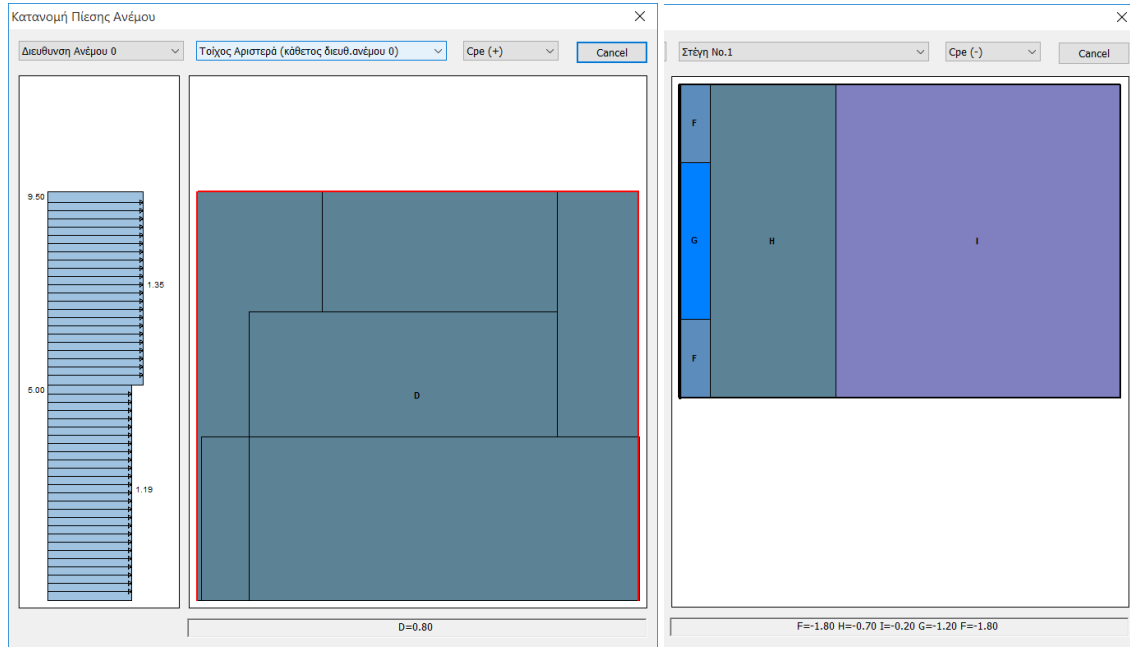 Κατανομή Πίεσης Ανέμου
Διευθυνση Ανέμου 0
Τοίχος Αριστερά (κάθετος διευθ.ανέμου 0)
Cpe (+)
Cancel
9.50
1.35
5.00
1.19
D
D=0.80
Στέγη No.1
Cpe (-)
Cancel
F
G
H
I
F
F=-1.80 H=-0.70 I=-0.20 G=-1.20 F=-1.80